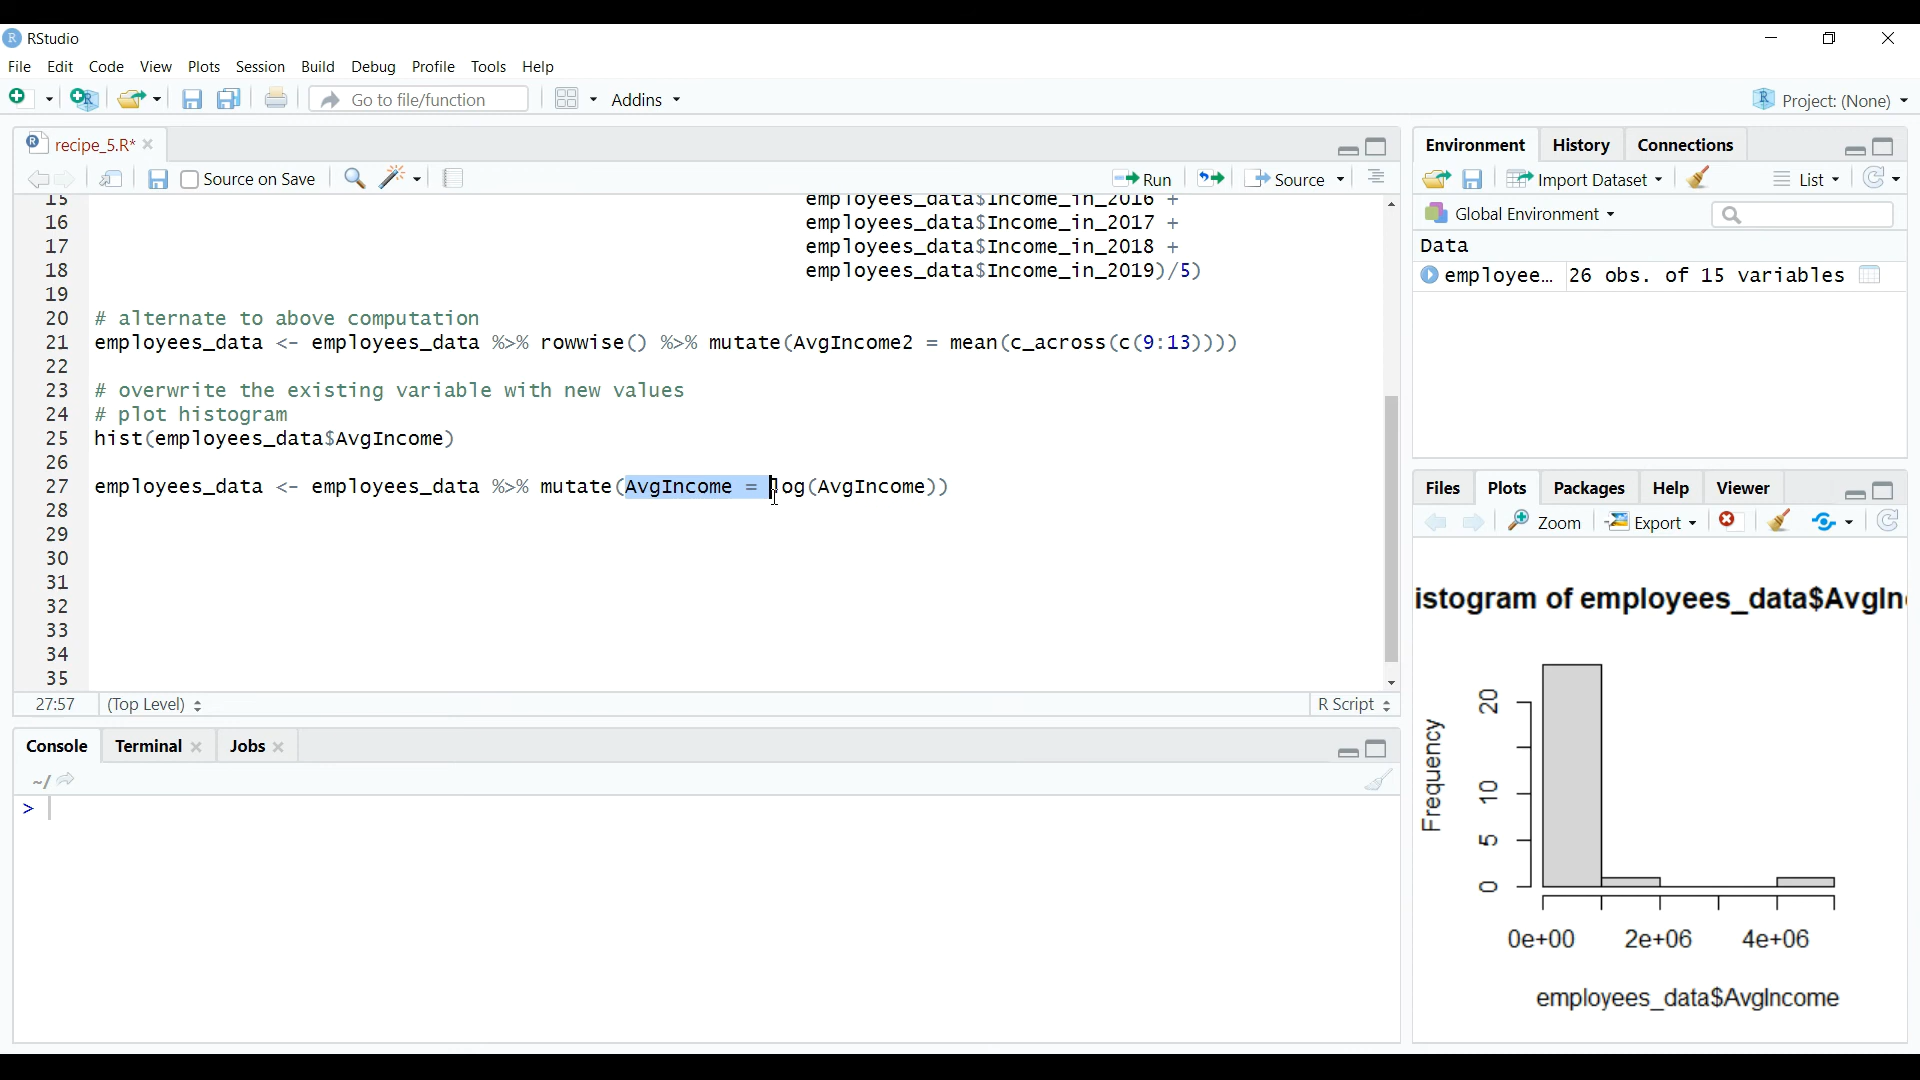 RStudio
File Edit Code View Plots Session Build Debug Profile Tools Help
Go to file/function Addins Project: (None)
recipe_5.R*
Source on Save Run Source
15 employees_data$Income_in_2016 +
16 employees_data$Income_in_2017 +
17 employees_data$Income_in_2018 +
18 employees_data$Income_in_2019)/5)
19
20 # alternate to above computation
21 employees_data <- employees_data %>% rowwise() %>% mutate(AvgIncome2 = mean(c_across(c(9:13))))
22
23 # overwrite the existing variable with new values
24 # plot histogram
25 hist(employees_data$AvgIncome)
26
27 employees_data <- employees_data %>% mutate(AvgIncome = log(AvgIncome))
28
29
30
31
32
33
34
35
27:57 (Top Level) R Script
Console Terminal Jobs
~/
>
Environment History Connections
Import Dataset List
Global Environment
Data
employee... 26 obs. of 15 variables
Files Plots Packages Help Viewer
Zoom Export
istogram of employees_data$AvgIn
Frequency
20
10
5
0
0e+00 2e+06 4e+06
employees_data$AvgIncome